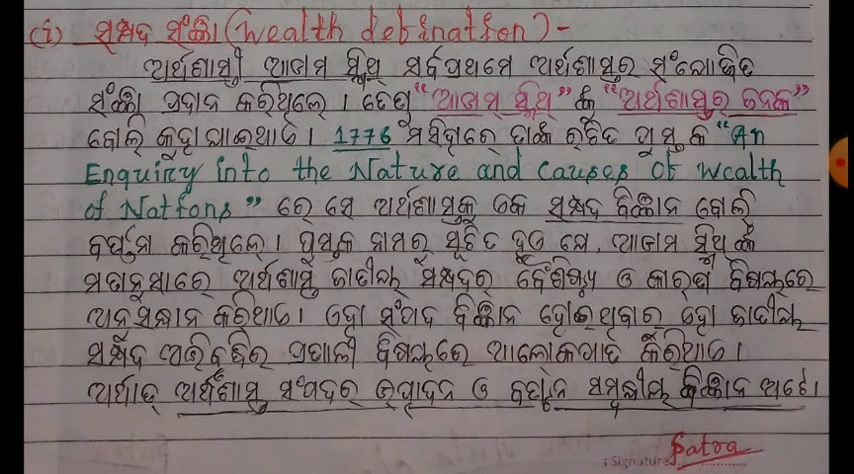 (i) ସମ୍ପଦ ସଂଜ୍ଞା (Wealth defination) -
ଅର୍ଥଶାସ୍ତ୍ରୀ ଆଡାମ ସ୍ମିଥ୍ ସର୍ବପ୍ରଥମେ ଅର୍ଥଶାସ୍ତ୍ରର ସଂଲୋଜିତ
ସଂଜ୍ଞା ପ୍ରଦାନ କରିଥିଲେ । ତେଣୁ "ଆଡାମ୍ ସ୍ମିଥ୍" ଙ୍କ "ଅର୍ଥଶାସ୍ତ୍ରର ଜନକ"
ବୋଲି କୁହାଯାଇଥାଏ । 1776 ମସିହାରେ ତାଙ୍କ ରଚିତ ପୁସ୍ତକ "An
Enquiry into the Nature and Causes of Wealth
of Nations" ରେ ସେ ଅର୍ଥଶାସ୍ତ୍ରକୁ ଏକ ସମ୍ପଦ ବିଜ୍ଞାନ ବୋଲି
ବର୍ଣ୍ଣନା କରିଥିଲେ । ପୁସ୍ତକ ନାମରୁ ସୂଚିତ ହୁଏ ଯେ, ଆଡାମ ସ୍ମିଥ୍ ଙ୍କ
ମତାନୁସାରେ ଅର୍ଥଶାସ୍ତ୍ର ଜାତୀୟ ସମ୍ପଦର ବୈଶିଷ୍ଟ୍ୟ ଓ କାରଣ ବିଷୟରେ
ଅନୁସନ୍ଧାନ କରିଥାଏ । ଏହା ସଂପଦ ବିଜ୍ଞାନ ହୋଇଥିବାରୁ ଏହା ଜାତୀୟ
ସମ୍ପଦ ଅଭିବୃଦ୍ଧିର ପ୍ରଣାଳୀ ବିଷୟରେ ଆଲୋକପାତ କରିଥାଏ ।
ଅର୍ଥାତ୍ ଅର୍ଥଶାସ୍ତ୍ର ସଂପଦର ଉତ୍ପାଦନ ଓ ବଣ୍ଟନ ସମ୍ବନ୍ଧୀୟ ବିଜ୍ଞାନ ଅଟେ ।
: Signature
Patra